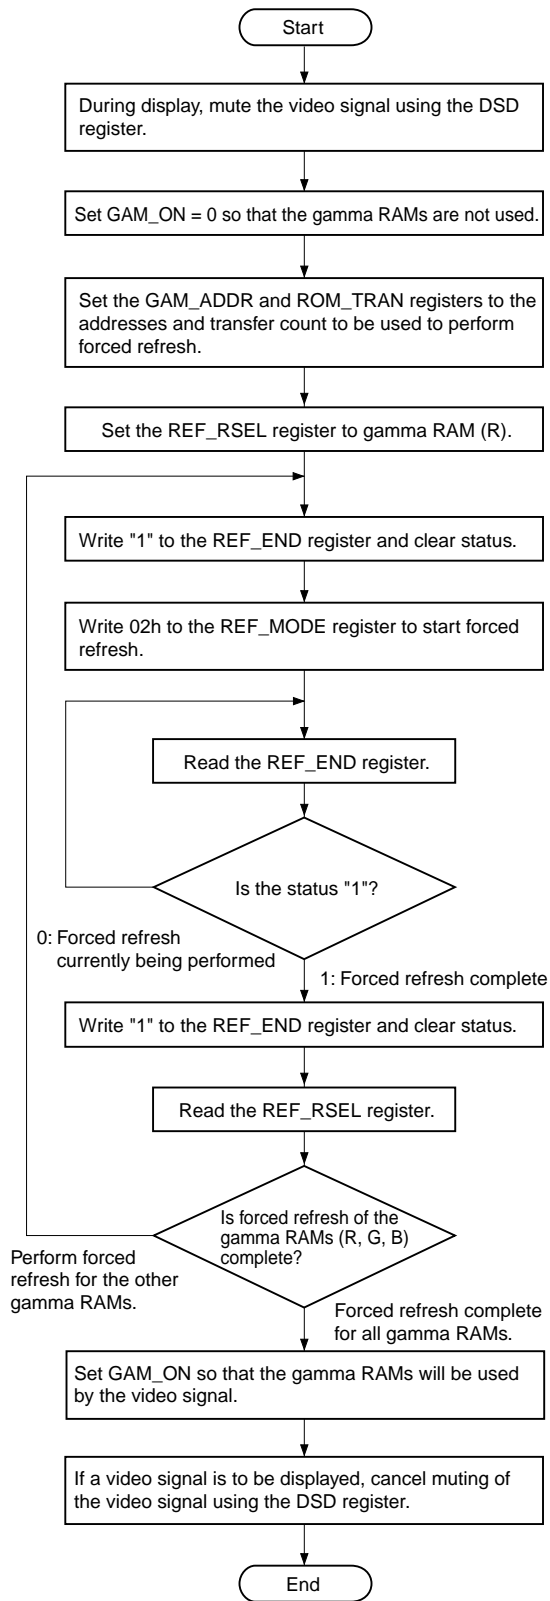 Start
During display, mute the video signal using the DSD
register.
Set GAM_ON = 0 so that the gamma RAMs are not used.
Set the GAM_ADDR and ROM_TRAN registers to the
addresses and transfer count to be used to perform
forced refresh.
Set the REF_RSEL register to gamma RAM (R).
Write "1" to the REF_END register and clear status.
Write 02h to the REF_MODE register to start forced
refresh.
Read the REF_END register.
Is the status "1"?
0: Forced refresh
currently being performed
1: Forced refresh complete
Write "1" to the REF_END register and clear status.
Read the REF_RSEL register.
Is forced refresh of the
gamma RAMs (R, G, B)
complete?
Perform forced
refresh for the other
gamma RAMs.
Forced refresh complete
for all gamma RAMs.
Set GAM_ON so that the gamma RAMs will be used
by the video signal.
If a video signal is to be displayed, cancel muting of
the video signal using the DSD register.
End